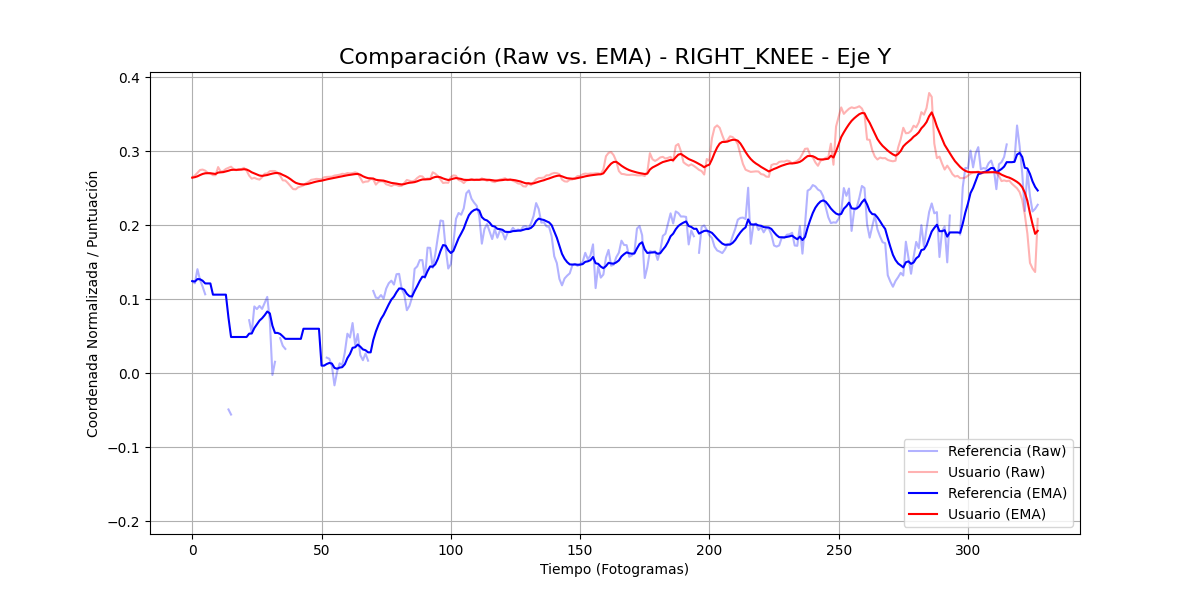 Comparación (Raw vs. EMA) - RIGHT_KNEE - Eje Y
Coordenada Normalizada / Puntuación
0.4
0.3
0.2
0.1
0.0
−0.1
−0.2
0 50 100 150 200 250 300
Tiempo (Fotogramas)
Referencia (Raw)
Usuario (Raw)
Referencia (EMA)
Usuario (EMA)